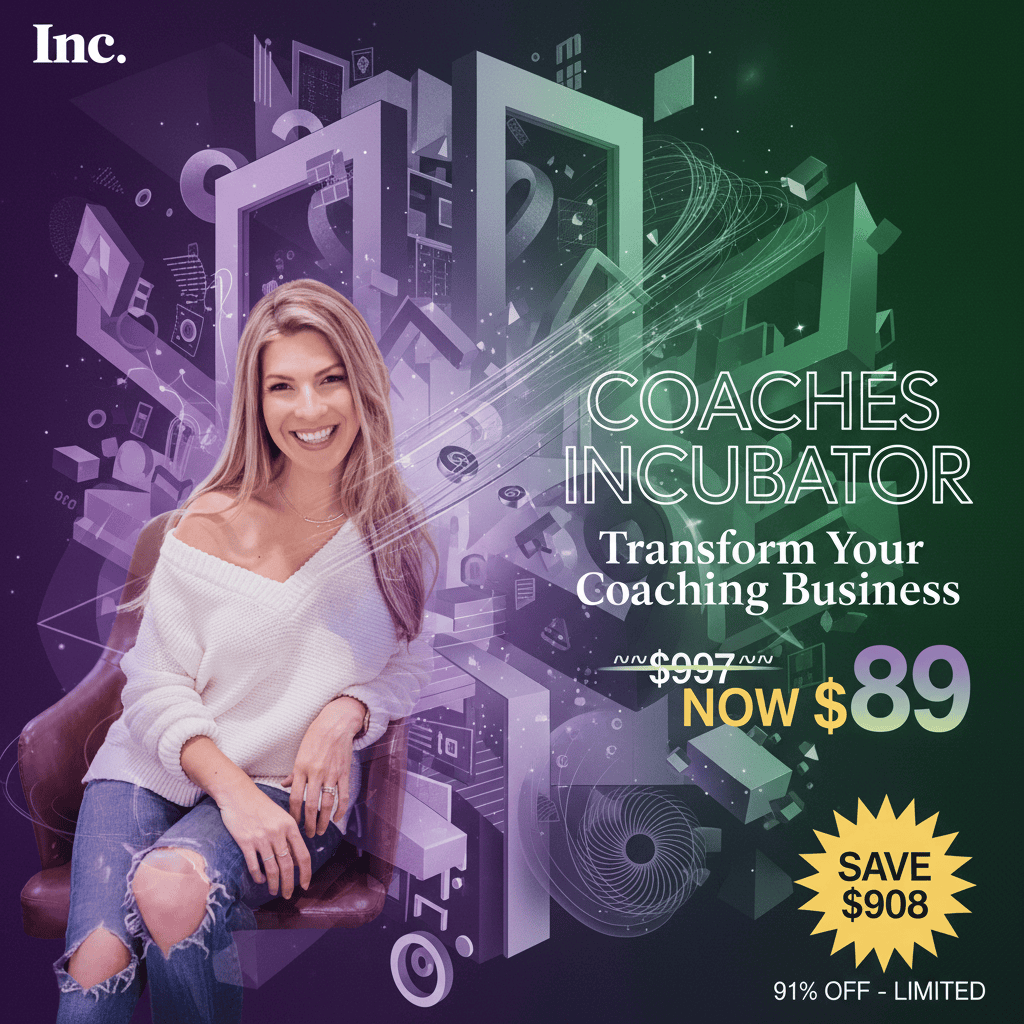 Inc.
COACHES
INCUBATOR
Transform Your
Coaching Business
~~$997~~
NOW $89
SAVE
$908
91% OFF - LIMITED